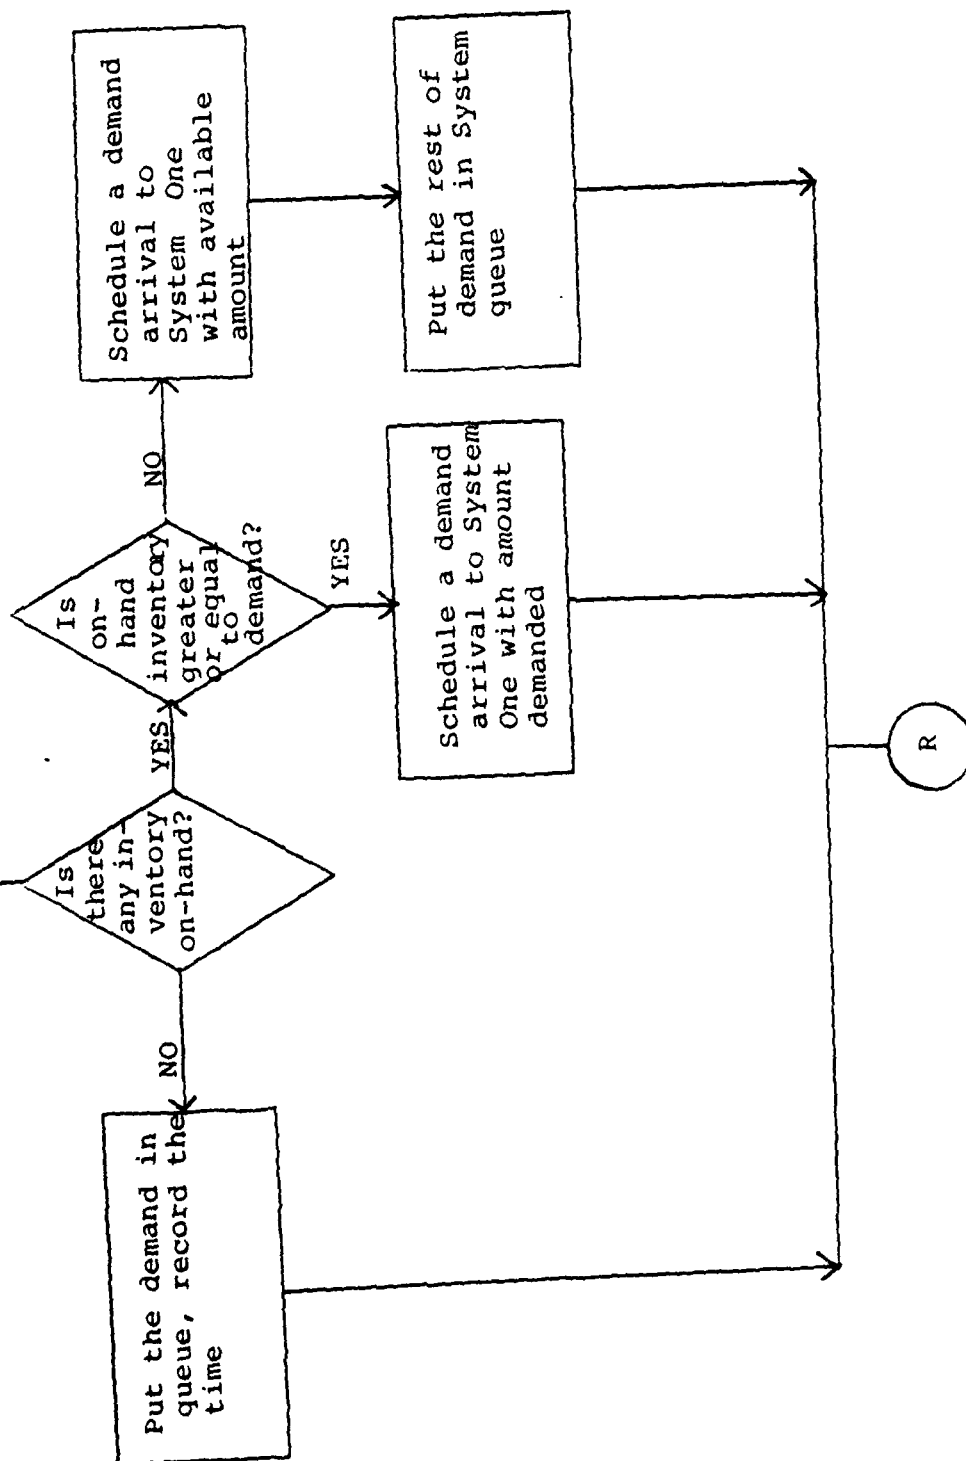 Put the demand in
queue, record the
time
NO
Is
there
any in-
ventory
on-hand?
YES
Is
on-
hand
inventory
greater
or equal
to
demand?
NO
Schedule a demand
arrival to
System One
with available
amount
YES
Schedule a demand
arrival to System
One with amount
demanded
Put the rest of
demand in System
queue
R